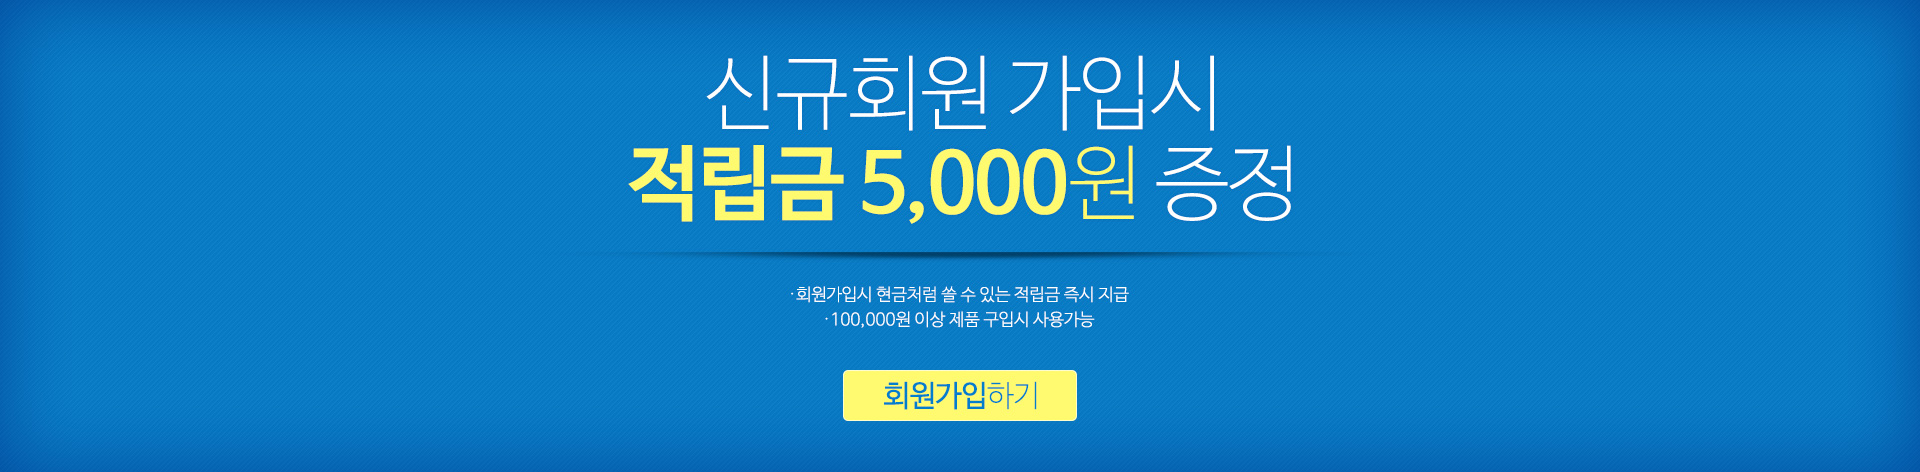 신규회원 가입시
적립금 5,000원 증정
·회원가입시 현금처럼 쓸 수 있는 적립금 즉시 지급
·100,000원 이상 제품 구입시 사용가능
회원가입하기